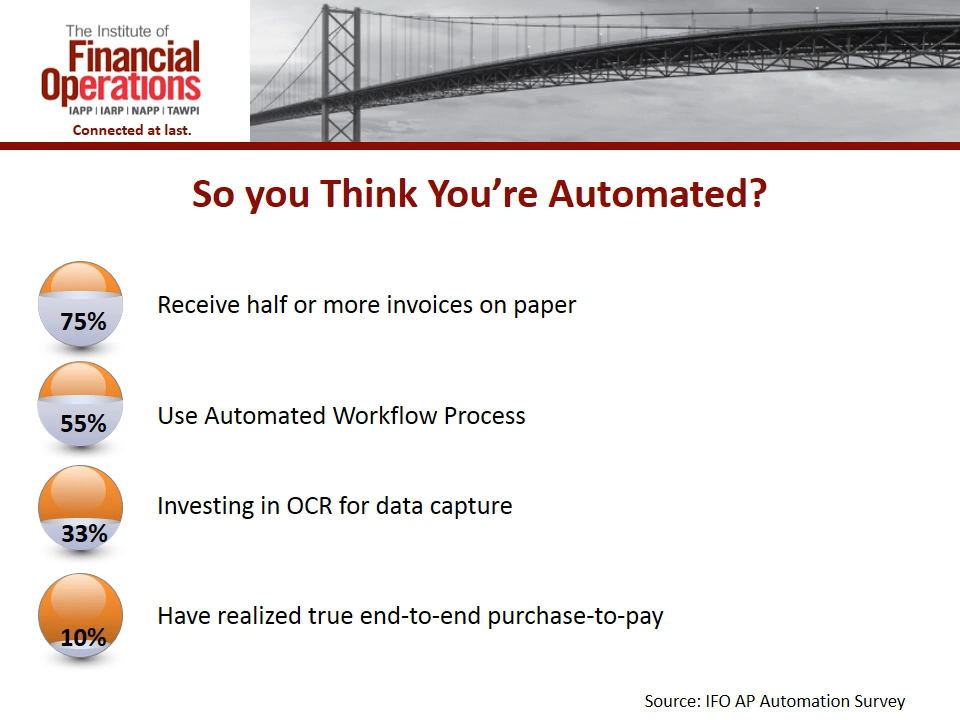 The Institute of
Financial
Operations
IAPP | IARP | NAPP | TAWPI
Connected at last.
So you Think You're Automated?
75%
Receive half or more invoices on paper
55%
Use Automated Workflow Process
33%
Investing in OCR for data capture
10%
Have realized true end-to-end purchase-to-pay
Source: IFO AP Automation Survey